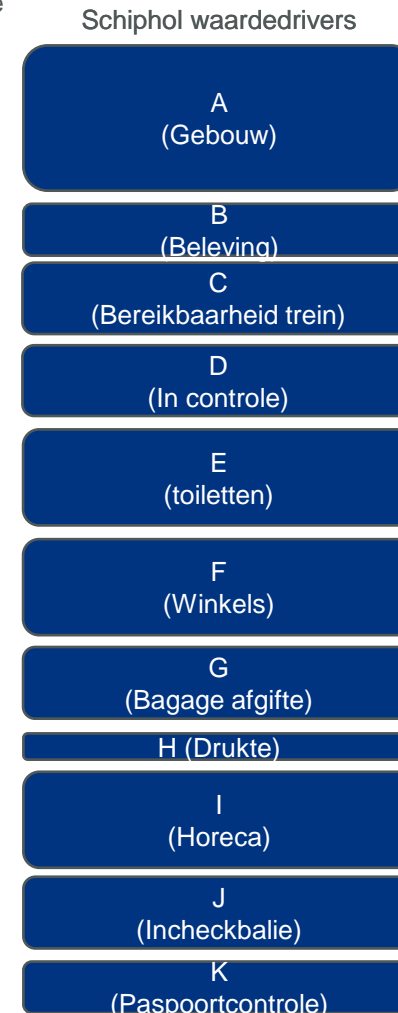 Schiphol waardedrivers
A
(Gebouw)
B
(Beleving)
C
(Bereikbaarheid trein)
D
(In controle)
E
(toiletten)
F
(Winkels)
G
(Bagage afgifte)
H (Drukte)
I
(Horeca)
J
(Incheckbalie)
K
(Paspoortcontrole)